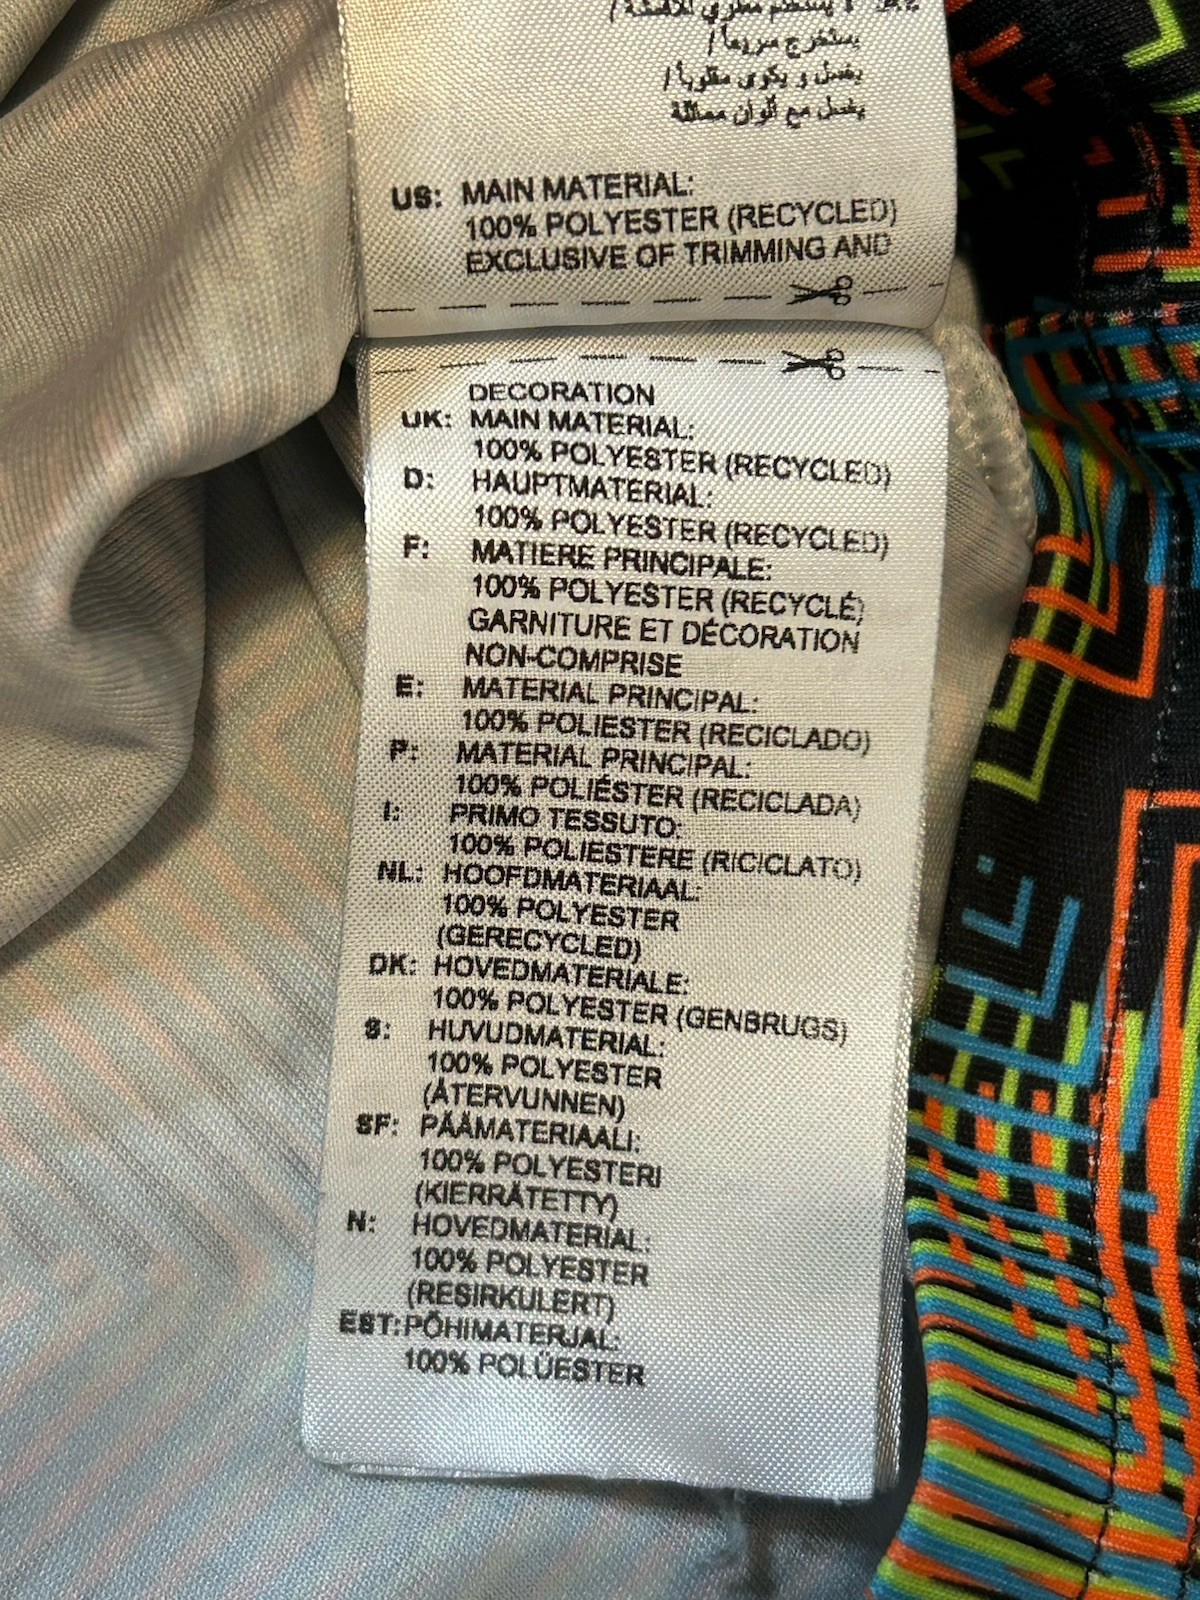 يستخرج سريعاً/
يغسل و يكوى مقلوباً/
يغسل مع ألوان مماثلة
US: MAIN MATERIAL:
100% POLYESTER (RECYCLED)
EXCLUSIVE OF TRIMMING AND
DECORATION
UK: MAIN MATERIAL:
100% POLYESTER (RECYCLED)
D: HAUPTMATERIAL:
100% POLYESTER (RECYCLED)
F: MATIERE PRINCIPALE:
100% POLYESTER (RECYCLÉ)
GARNITURE ET DÉCORATION
NON-COMPRISE
E: MATERIAL PRINCIPAL:
100% POLIESTER (RECICLADO)
P: MATERIAL PRINCIPAL:
100% POLIÉSTER (RECICLADA)
I: PRIMO TESSUTO:
100% POLIESTERE (RICICLATO)
NL: HOOFDMATERIAAL:
100% POLYESTER
(GERECYCLED)
DK: HOVEDMATERIALE:
100% POLYESTER (GENBRUGS)
S: HUVUDMATERIAL:
100% POLYESTER
(ÅTERVUNNEN)
SF: PÄÄMATERIAALI:
100% POLYESTERI
(KIERRÄTETTY)
N: HOVEDMATERIAL:
100% POLYESTER
(RESIRKULERT)
EST: PÕHIMATERJAL:
100% POLÜESTER